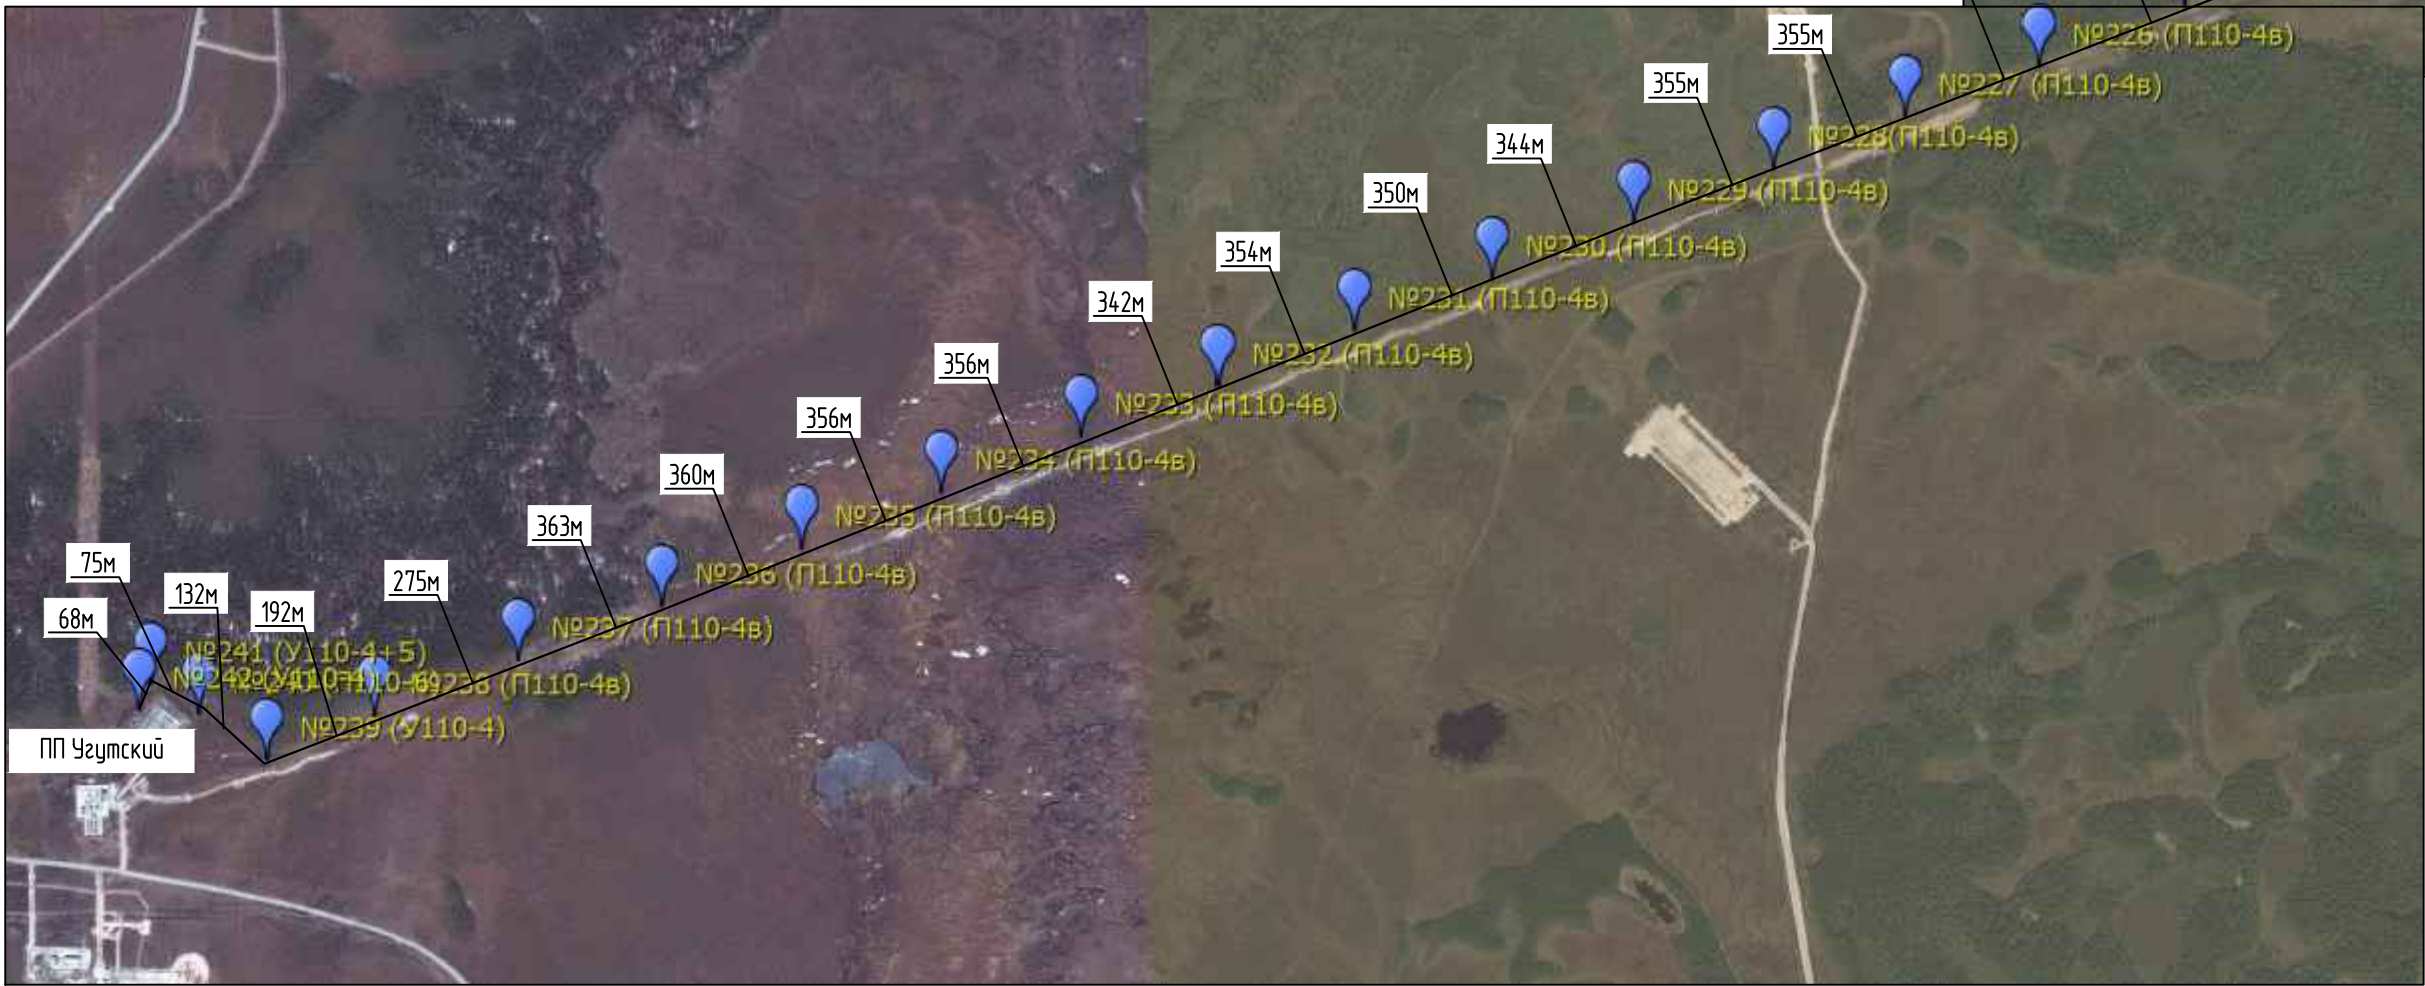 №226 (П110-4в)
355м
№227 (П110-4в)
355м
№228(П110-4в)
344м
№229 (П110-4в)
350м
№230 (П110-4в)
354м
№231 (П110-4в)
342м
№232 (П110-4в)
356м
№233 (П110-4в)
356м
№234 (П110-4в)
360м
№235 (П110-4в)
363м
№236 (П110-4в)
75м
275м
№237 (П110-4в)
132м
192м
68м
№241 (У110-4+5)
№242 (У110-4)
№238 (П110-4в)
№239 (У110-4)
ПП Угутский